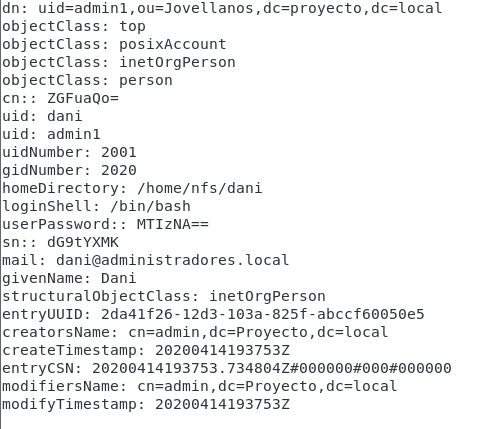 dn: uid=admin1,ou=Jovellanos,dc=proyecto,dc=local
objectClass: top
objectClass: posixAccount
objectClass: inetOrgPerson
objectClass: person
cn:: ZGFuaQo=
uid: dani
uid: admin1
uidNumber: 2001
gidNumber: 2020
homeDirectory: /home/nfs/dani
loginShell: /bin/bash
userPassword:: MTIzNA==
sn:: dG9tYXMK
mail: dani@administradores.local
givenName: Dani
structuralObjectClass: inetOrgPerson
entryUUID: 2da41f26-12d3-103a-825f-abccf60050e5
creatorsName: cn=admin,dc=Proyecto,dc=local
createTimestamp: 20200414193753Z
entryCSN: 20200414193753.734804Z#000000#000#000000
modifiersName: cn=admin,dc=Proyecto,dc=local
modifyTimestamp: 20200414193753Z